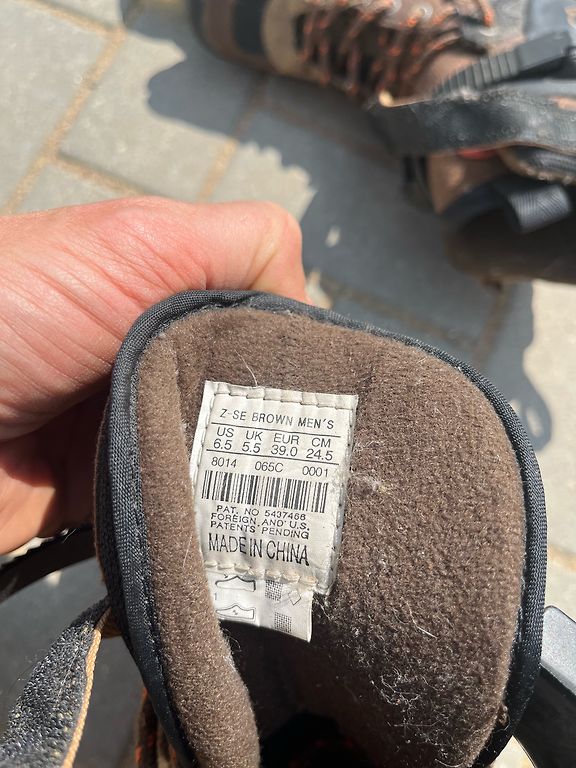 Z-SE BROWN MEN'S
US UK EUR CM
6.5 5.5 39.0 24.5
8014 065C 0001
PAT. NO 5437466
FOREIGN AND U.S.
PATENTS PENDING
MADE IN CHINA